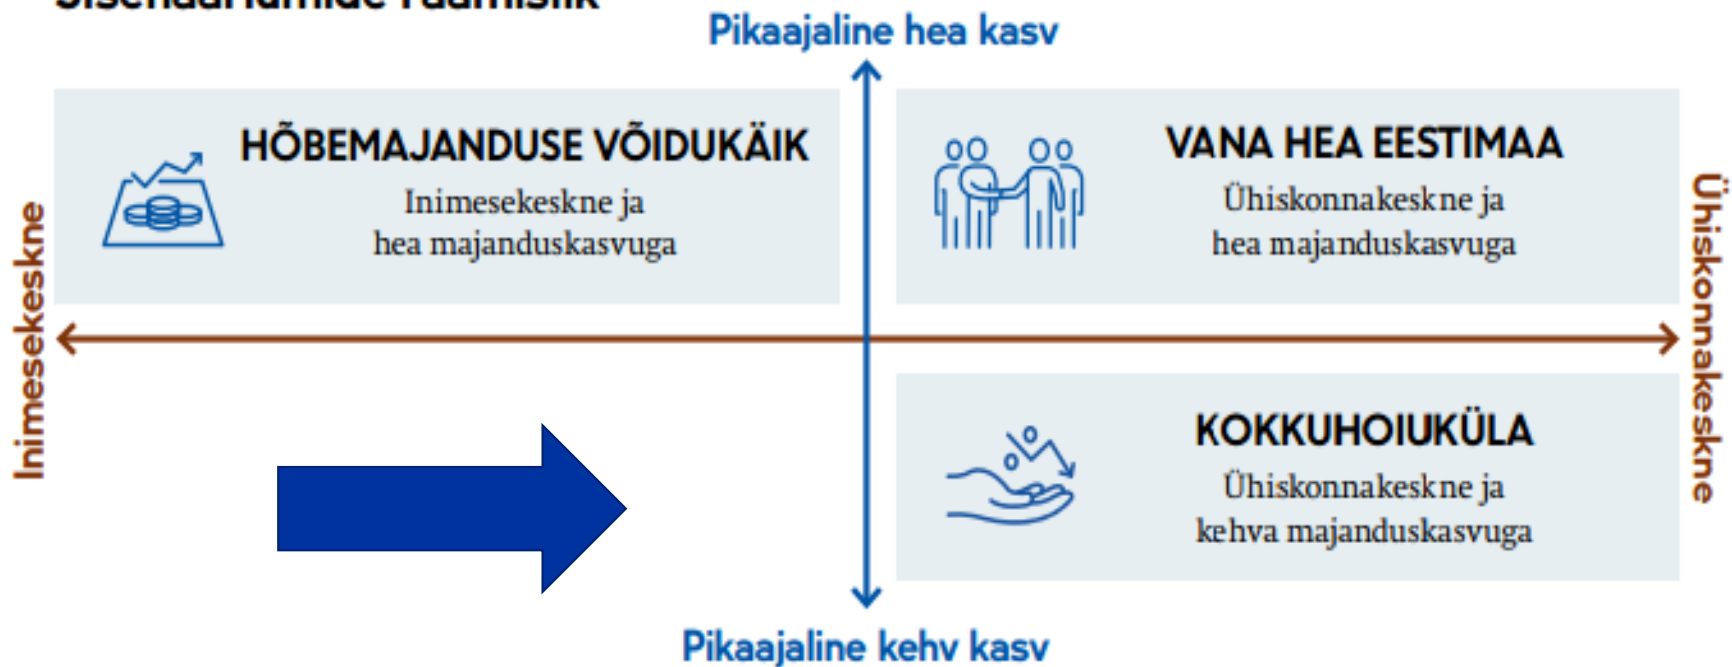 Pikaajaline hea kasv
HÕBEMAJANDUSE VÕIDUKÄIK
Inimesekeskne ja
hea majanduskasvuga
VANA HEA EESTIMAA
Ühiskonnakeskne ja
hea majanduskasvuga
Inimesekeskne
Ühiskonnakeskne
KOKKUHOIUKÜLA
Ühiskonnakeskne ja
kehva majanduskasvuga
Pikaajaline kehv kasv